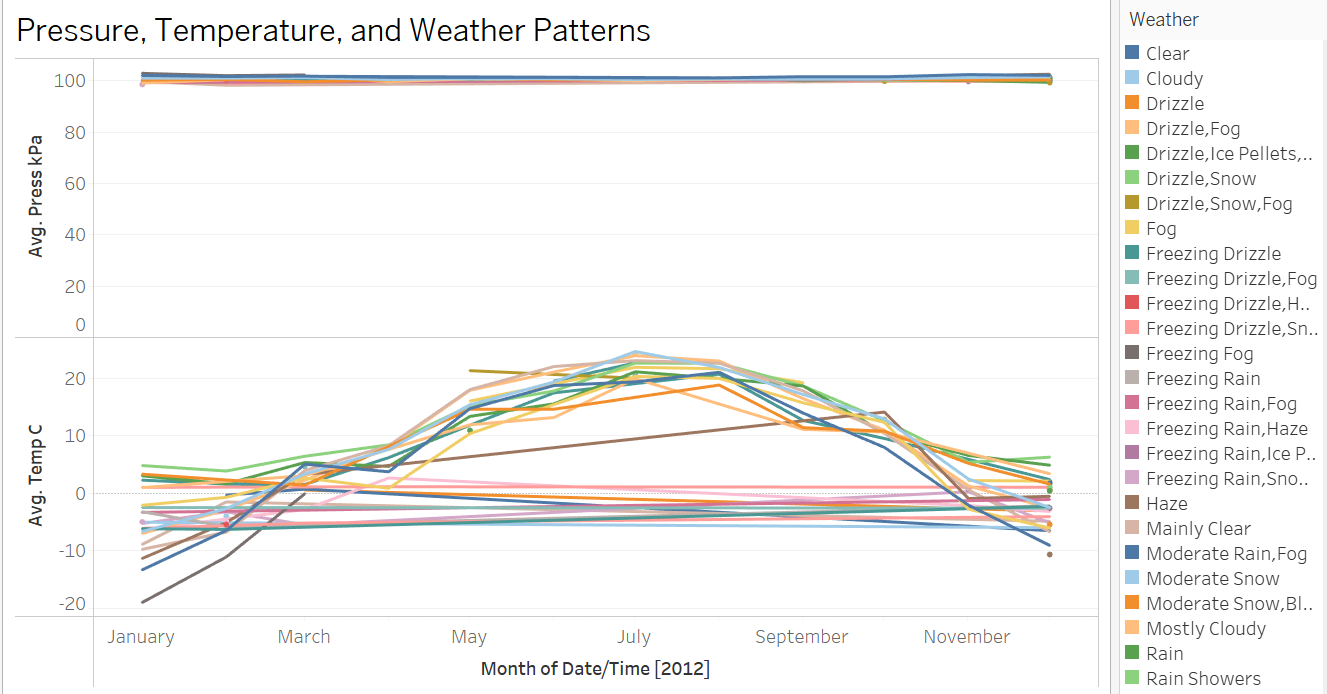 Pressure, Temperature, and Weather Patterns
Avg. Press kPa
100
80
60
40
20
0
Avg. Temp C
20
10
0
-10
-20
January March May July September November
Month of Date/Time [2012]
Weather
Clear
Cloudy
Drizzle
Drizzle,Fog
Drizzle,Ice Pellets,..
Drizzle,Snow
Drizzle,Snow,Fog
Fog
Freezing Drizzle
Freezing Drizzle,Fog
Freezing Drizzle,H..
Freezing Drizzle,Sn..
Freezing Fog
Freezing Rain
Freezing Rain,Fog
Freezing Rain,Haze
Freezing Rain,Ice P..
Freezing Rain,Sno..
Haze
Mainly Clear
Moderate Rain,Fog
Moderate Snow
Moderate Snow,Bl..
Mostly Cloudy
Rain
Rain Showers